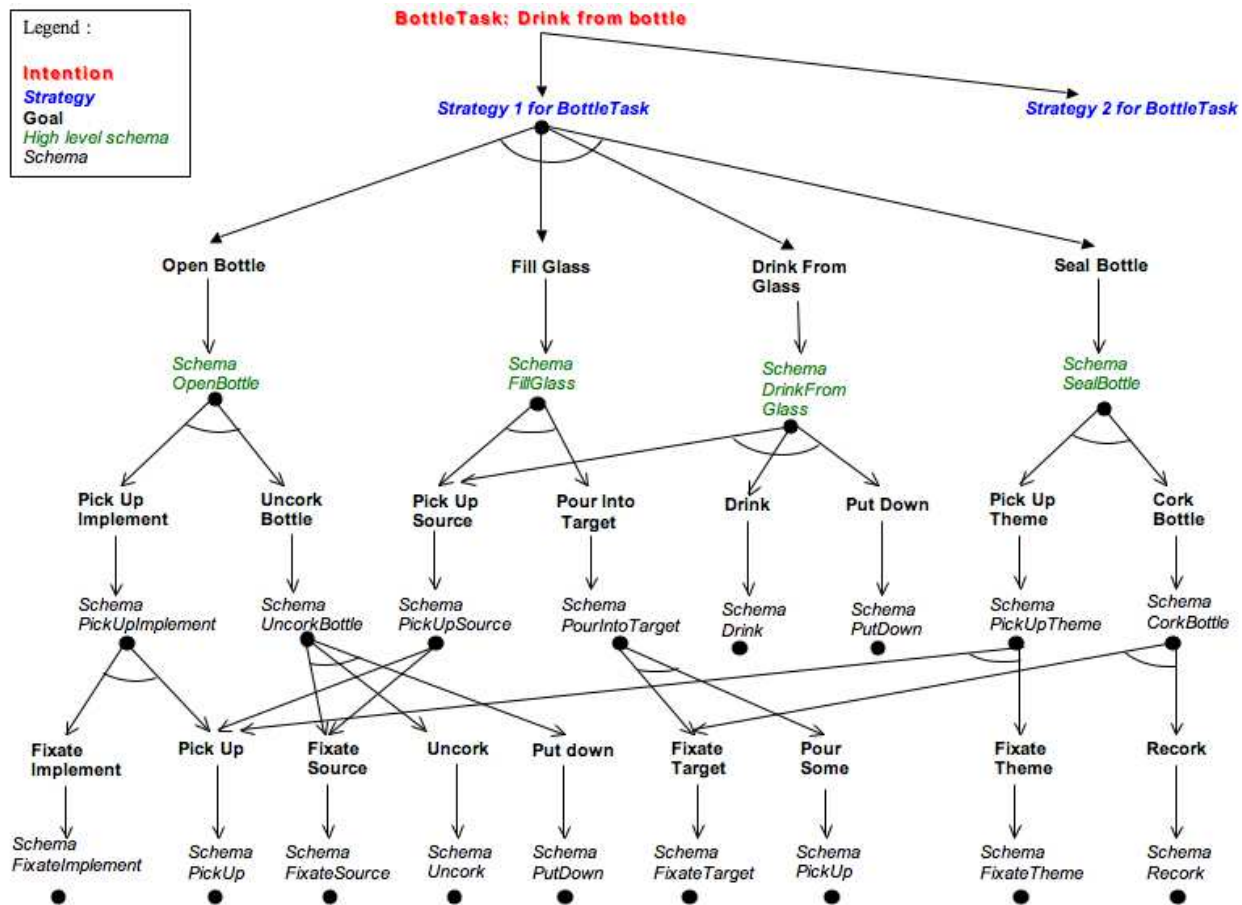 BottleTask: Drink from bottle
Legend :
Intention
Strategy
Goal
High level schema
Schema
Strategy 1 for BottleTask
Strategy 2 for BottleTask
Open Bottle
Fill Glass
Drink From
Glass
Seal Bottle
Schema
OpenBottle
Schema
FillGlass
Schema
DrinkFrom
Glass
Schema
SealBottle
Pick Up
Implement
Uncork
Bottle
Pick Up
Source
Pour Into
Target
Drink
Put Down
Pick Up
Theme
Cork
Bottle
Schema
PickUpImplement
Schema
UncorkBottle
Schema
PickUpSource
Schema
PourIntoTarget
Schema
Drink
Schema
PutDown
Schema
PickUpTheme
Schema
CorkBottle
Fixate
Implement
Pick Up
Fixate
Source
Uncork
Put down
Fixate
Target
Pour
Some
Fixate
Theme
Recork
Schema
FixateImplement
Schema
PickUp
Schema
FixateSource
Schema
Uncork
Schema
PutDown
Schema
FixateTarget
Schema
PickUp
Schema
FixateTheme
Schema
Recork